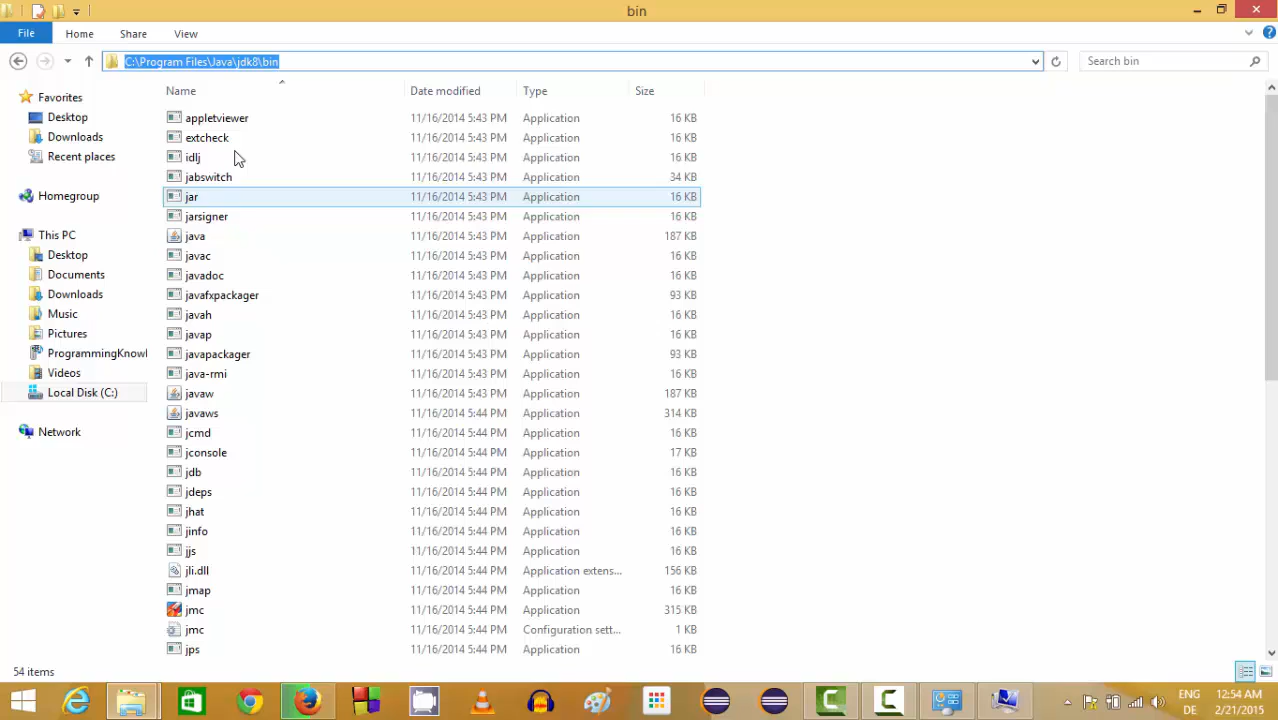 bin
File Home Share View
C:\Program Files\Java\jdk8\bin Search bin
Name Date modified Type Size
Favorites
Desktop
Downloads
Recent places
Homegroup
This PC
Desktop
Documents
Downloads
Music
Pictures
ProgrammingKnowl
Videos
Local Disk (C:)
Network
appletviewer 11/16/2014 5:43 PM Application 16 KB
extcheck 11/16/2014 5:43 PM Application 16 KB
idlj 11/16/2014 5:43 PM Application 16 KB
jabswitch 11/16/2014 5:43 PM Application 34 KB
jar 11/16/2014 5:43 PM Application 16 KB
jarsigner 11/16/2014 5:43 PM Application 16 KB
java 11/16/2014 5:43 PM Application 187 KB
javac 11/16/2014 5:43 PM Application 16 KB
javadoc 11/16/2014 5:43 PM Application 16 KB
javafxpackager 11/16/2014 5:43 PM Application 93 KB
javah 11/16/2014 5:43 PM Application 16 KB
javap 11/16/2014 5:43 PM Application 16 KB
javapackager 11/16/2014 5:43 PM Application 93 KB
java-rmi 11/16/2014 5:43 PM Application 16 KB
javaw 11/16/2014 5:43 PM Application 187 KB
javaws 11/16/2014 5:44 PM Application 314 KB
jcmd 11/16/2014 5:44 PM Application 16 KB
jconsole 11/16/2014 5:44 PM Application 17 KB
jdb 11/16/2014 5:44 PM Application 16 KB
jdeps 11/16/2014 5:44 PM Application 16 KB
jhat 11/16/2014 5:44 PM Application 16 KB
jinfo 11/16/2014 5:44 PM Application 16 KB
jjs 11/16/2014 5:44 PM Application 16 KB
jli.dll 11/16/2014 5:44 PM Application extens... 156 KB
jmap 11/16/2014 5:44 PM Application 16 KB
jmc 11/16/2014 5:44 PM Application 315 KB
jmc 11/16/2014 5:44 PM Configuration sett... 1 KB
jps 11/16/2014 5:44 PM Application 16 KB
54 items
ENG 12:54 AM
DE 2/21/2015